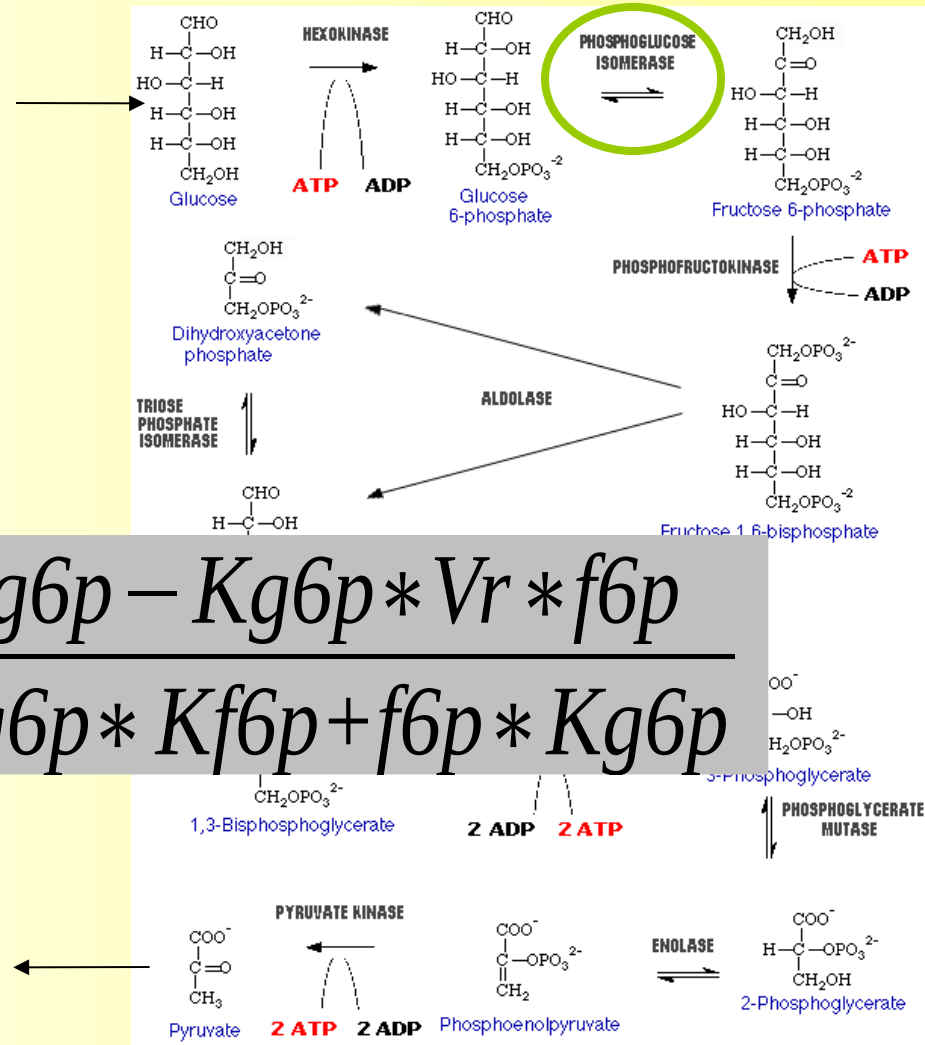 CHO
H–C–OH
HO–C–H
H–C–OH
H–C–OH
CH₂OH
Glucose
HEXOKINASE
ATP ADP
CHO
H–C–OH
HO–C–H
H–C–OH
H–C–OH
CH₂OPO₃⁻²
Glucose
6-phosphate
PHOSPHOGLUCOSE
ISOMERASE
CH₂OH
C=O
HO–C–H
H–C–OH
H–C–OH
CH₂OPO₃⁻²
Fructose 6-phosphate
PHOSPHOFRUCTOKINASE
ATP
ADP
CH₂OH
C=O
CH₂OPO₃²⁻
Dihydroxyacetone
phosphate
TRIOSE
PHOSPHATE
ISOMERASE
ALDOLASE
CH₂OPO₃²⁻
C=O
HO–C–H
H–C–OH
H–C–OH
CH₂OPO₃⁻²
Fructose 1,6-bisphosphate
CHO
H–C–OH
g6p − Kg6p∗Vr∗f6p
g6p∗Kf6p+f6p∗Kg6p
OO⁻
–OH
H₂OPO₃²⁻
3-Phosphoglycerate
CH₂OPO₃²⁻
1,3-Bisphosphoglycerate
2 ADP 2 ATP
PHOSPHOGLYCERATE
MUTASE
COO⁻
H–C–OPO₃²⁻
CH₂OH
2-Phosphoglycerate
ENOLASE
COO⁻
C–OPO₃²⁻
CH₂
Phosphoenolpyruvate
PYRUVATE KINASE
2 ATP 2 ADP
COO⁻
C=O
CH₃
Pyruvate